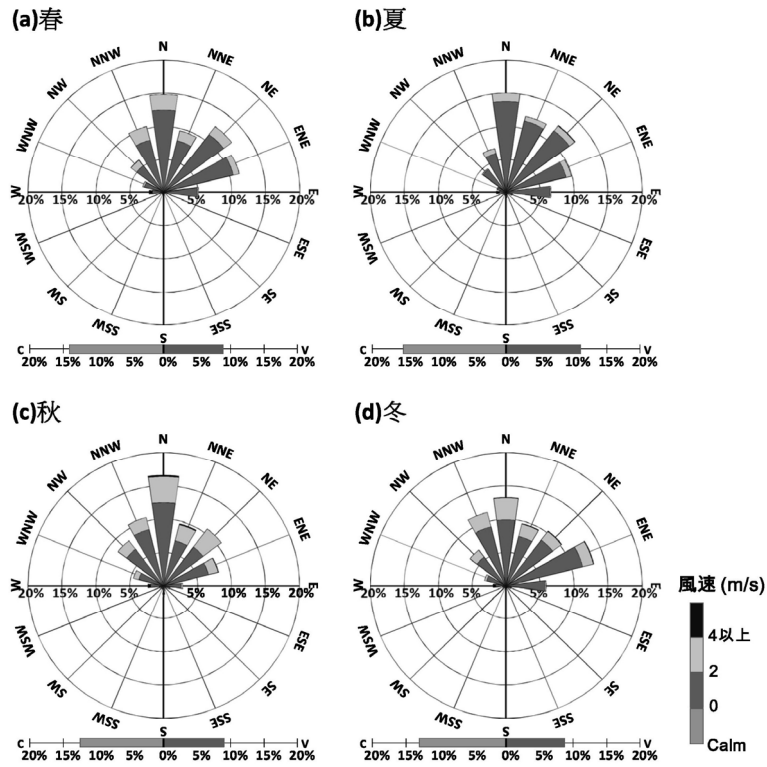 (a)春
(b)夏
N
NNE
NE
ENE
E
ESE
SE
SSE
S
SSW
SW
WSW
W
WNW
NW
NNW
20% 15% 10% 5% 5% 10% 15% 20%
C 20% 15% 10% 5% 0% 5% 10% 15% 20% V
N
NNE
NE
ENE
E
ESE
SE
SSE
S
SSW
SW
WSW
W
WNW
NW
NNW
20% 15% 10% 5% 5% 10% 15% 20%
C 20% 15% 10% 5% 0% 5% 10% 15% 20% V
(c)秋
(d)冬
N
NNE
NE
ENE
E
ESE
SE
SSE
S
SSW
SW
WSW
W
WNW
NW
NNW
20% 15% 10% 5% 5% 10% 15% 20%
C 20% 15% 10% 5% 0% 5% 10% 15% 20% V
N
NNE
NE
ENE
E
ESE
SE
SSE
S
SSW
SW
WSW
W
WNW
NW
NNW
20% 15% 10% 5% 5% 10% 15% 20%
C 20% 15% 10% 5% 0% 5% 10% 15% 20% V
風速 (m/s)
4以上
2
0
Calm